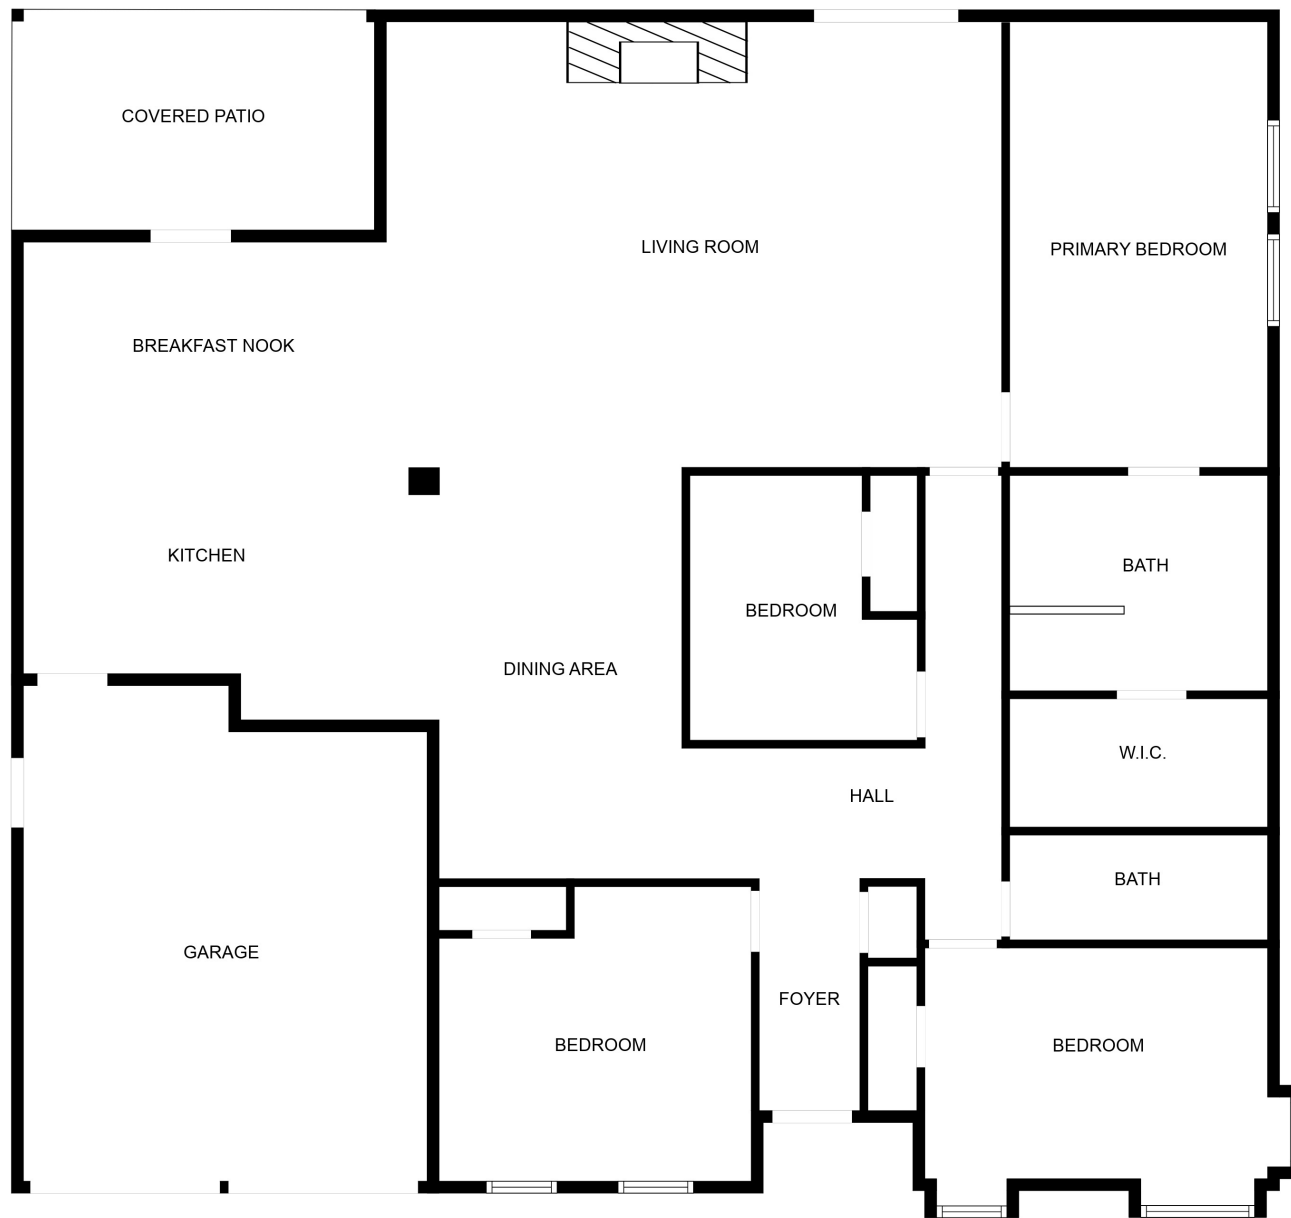 COVERED PATIO
LIVING ROOM
PRIMARY BEDROOM
BREAKFAST NOOK
KITCHEN
BATH
BEDROOM
DINING AREA
W.I.C.
HALL
BATH
GARAGE
FOYER
BEDROOM
BEDROOM